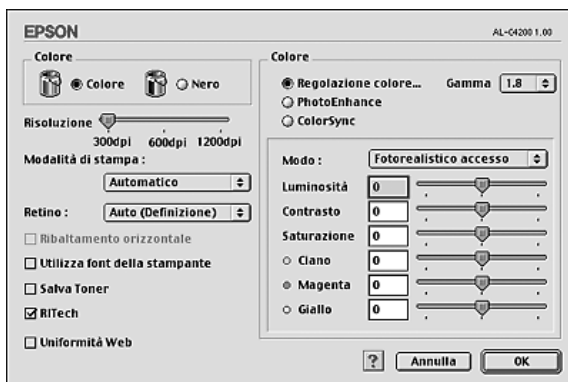 EPSON
AL-C4200 1.00
Colore
Colore
Nero
Risoluzione
300dpi 600dpi 1200dpi
Modalità di stampa :
Automatico
Retino : Auto (Definizione)
Ribaltamento orizzontale
Utilizza font della stampante
Salva Toner
RITech
Uniformità Web
Colore
Regolazione colore... Gamma 1.8
PhotoEnhance
ColorSync
Modo : Fotorealistico accesso
Luminosità 0
Contrasto 0
Saturazione 0
Ciano 0
Magenta 0
Giallo 0
? Annulla OK